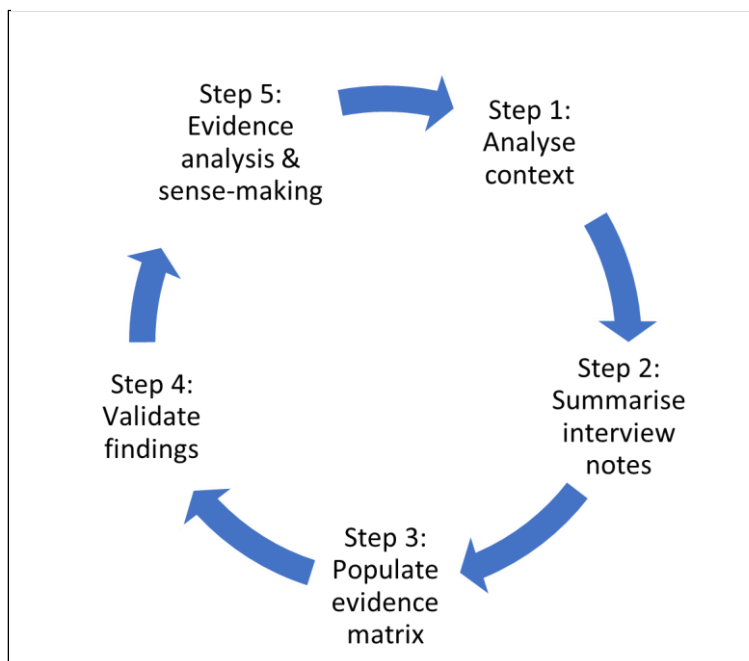 Step 1:
Analyse
context
Step 2:
Summarise
interview
notes
Step 3:
Populate
evidence
matrix
Step 4:
Validate
findings
Step 5:
Evidence
analysis &
sense-making